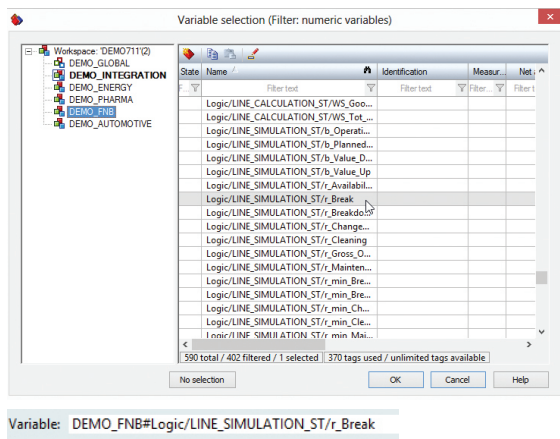 Variable selection (Filter: numeric variables)
Workspace: 'DEMO711'(2)
DEMO_GLOBAL
DEMO_INTEGRATION
DEMO_ENERGY
DEMO_PHARMA
DEMO_FNB
DEMO_AUTOMOTIVE
State Name Identification Measur... Net
F... Filter text Filter text Filter... Filter t
Logic/LINE_CALCULATION_ST/WS_Goo...
Logic/LINE_CALCULATION_ST/WS_Tot_...
Logic/LINE_SIMULATION_ST/b_Operati...
Logic/LINE_SIMULATION_ST/b_Planned...
Logic/LINE_SIMULATION_ST/b_Value_D...
Logic/LINE_SIMULATION_ST/b_Value_Up
Logic/LINE_SIMULATION_ST/r_Availabil...
Logic/LINE_SIMULATION_ST/r_Break
Logic/LINE_SIMULATION_ST/r_Breakdo...
Logic/LINE_SIMULATION_ST/r_Change...
Logic/LINE_SIMULATION_ST/r_Cleaning
Logic/LINE_SIMULATION_ST/r_Gross_O...
Logic/LINE_SIMULATION_ST/r_Mainten...
Logic/LINE_SIMULATION_ST/r_min_Bre...
Logic/LINE_SIMULATION_ST/r_min_Bre...
Logic/LINE_SIMULATION_ST/r_min_Ch...
Logic/LINE_SIMULATION_ST/r_min_Cle...
Logic/LINE_SIMULATION_ST/r_min_Mai...
590 total / 402 filtered / 1 selected 370 tags used / unlimited tags available
No selection OK Cancel Help
Variable: DEMO_FNB#Logic/LINE_SIMULATION_ST/r_Break